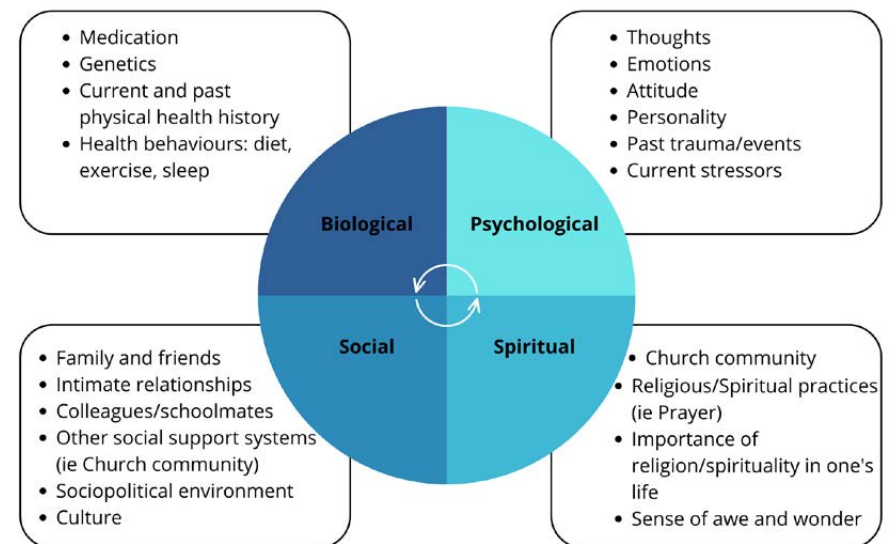 • Medication
• Genetics
• Current and past
physical health history
• Health behaviours: diet,
exercise, sleep
• Thoughts
• Emotions
• Attitude
• Personality
• Past trauma/events
• Current stressors
Biological
Psychological
Social
Spiritual
• Family and friends
• Intimate relationships
• Colleagues/schoolmates
• Other social support systems
(ie Church community)
• Sociopolitical environment
• Culture
• Church community
• Religious/Spiritual practices
(ie Prayer)
• Importance of
religion/spirituality in one's
life
• Sense of awe and wonder